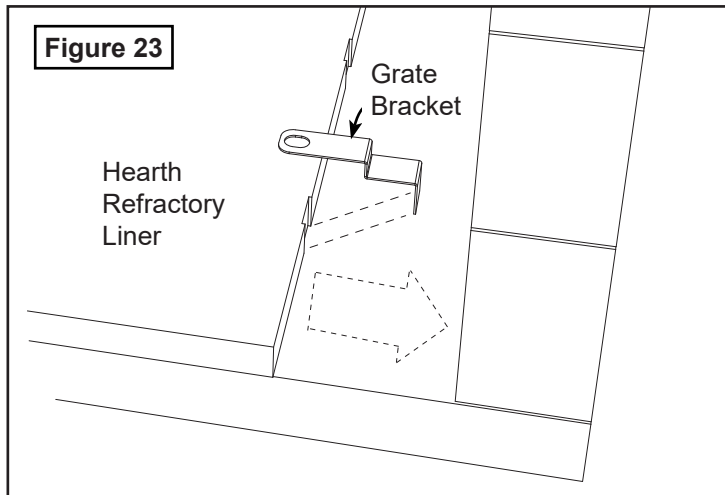 Figure 23
Grate
Bracket
Hearth
Refractory
Liner